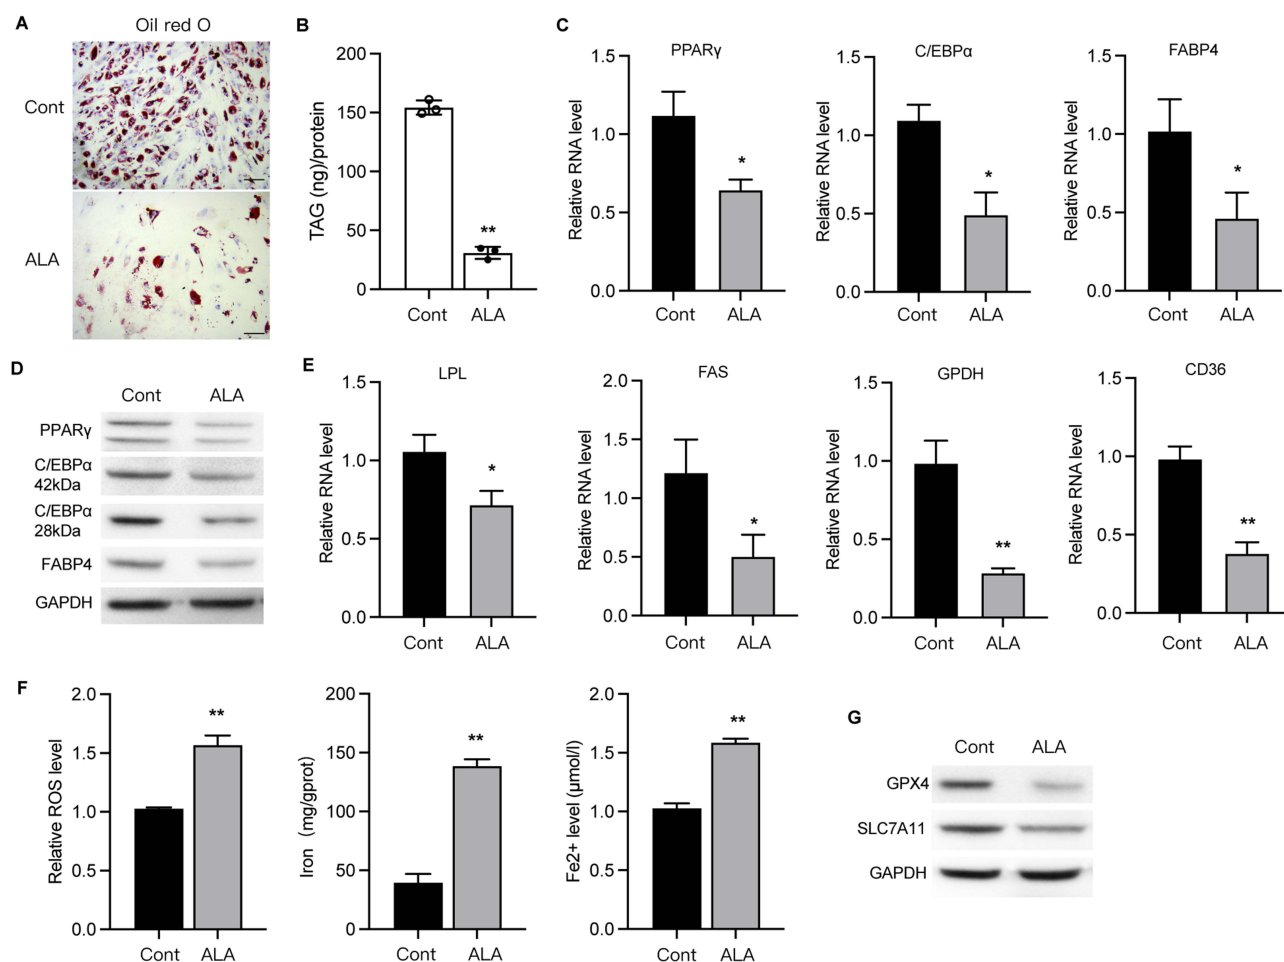 A
Oil red O
Cont
ALA
B
TAG (ng)/protein
200
150
100
50
0
**
Cont
ALA
C
PPARγ
Relative RNA level
1.5
1.0
0.5
0.0
*
Cont
ALA
C/EBPα
Relative RNA level
1.5
1.0
0.5
0.0
*
Cont
ALA
FABP4
Relative RNA level
1.5
1.0
0.5
0.0
*
Cont
ALA
D
Cont
ALA
PPARγ
C/EBPα
42kDa
C/EBPα
28kDa
FABP4
GAPDH
E
LPL
Relative RNA level
1.5
1.0
0.5
0.0
*
Cont
ALA
FAS
Relative RNA level
2.0
1.5
1.0
0.5
0.0
*
Cont
ALA
GPDH
Relative RNA level
1.5
1.0
0.5
0.0
**
Cont
ALA
CD36
Relative RNA level
1.5
1.0
0.5
0.0
**
Cont
ALA
F
Relative ROS level
2.0
1.5
1.0
0.5
0.0
**
Cont
ALA
Iron (mg/gprot)
200
150
100
50
0
**
Cont
ALA
Fe2+ level (μmol/l)
2.0
1.5
1.0
0.5
0.0
**
Cont
ALA
G
Cont
ALA
GPX4
SLC7A11
GAPDH